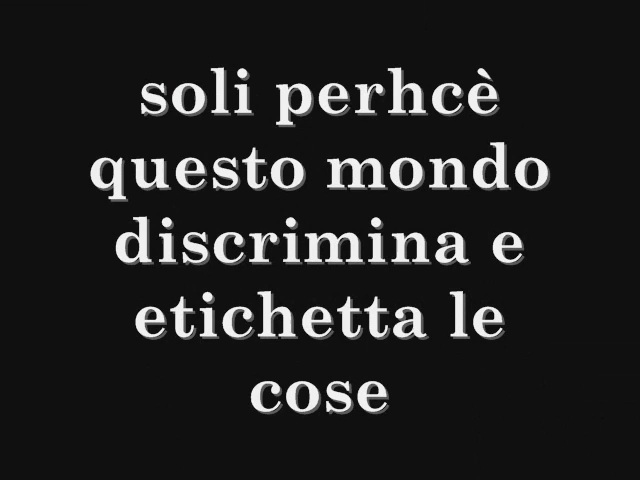 soli perhcè
questo mondo
discrimina e
etichetta le
cose